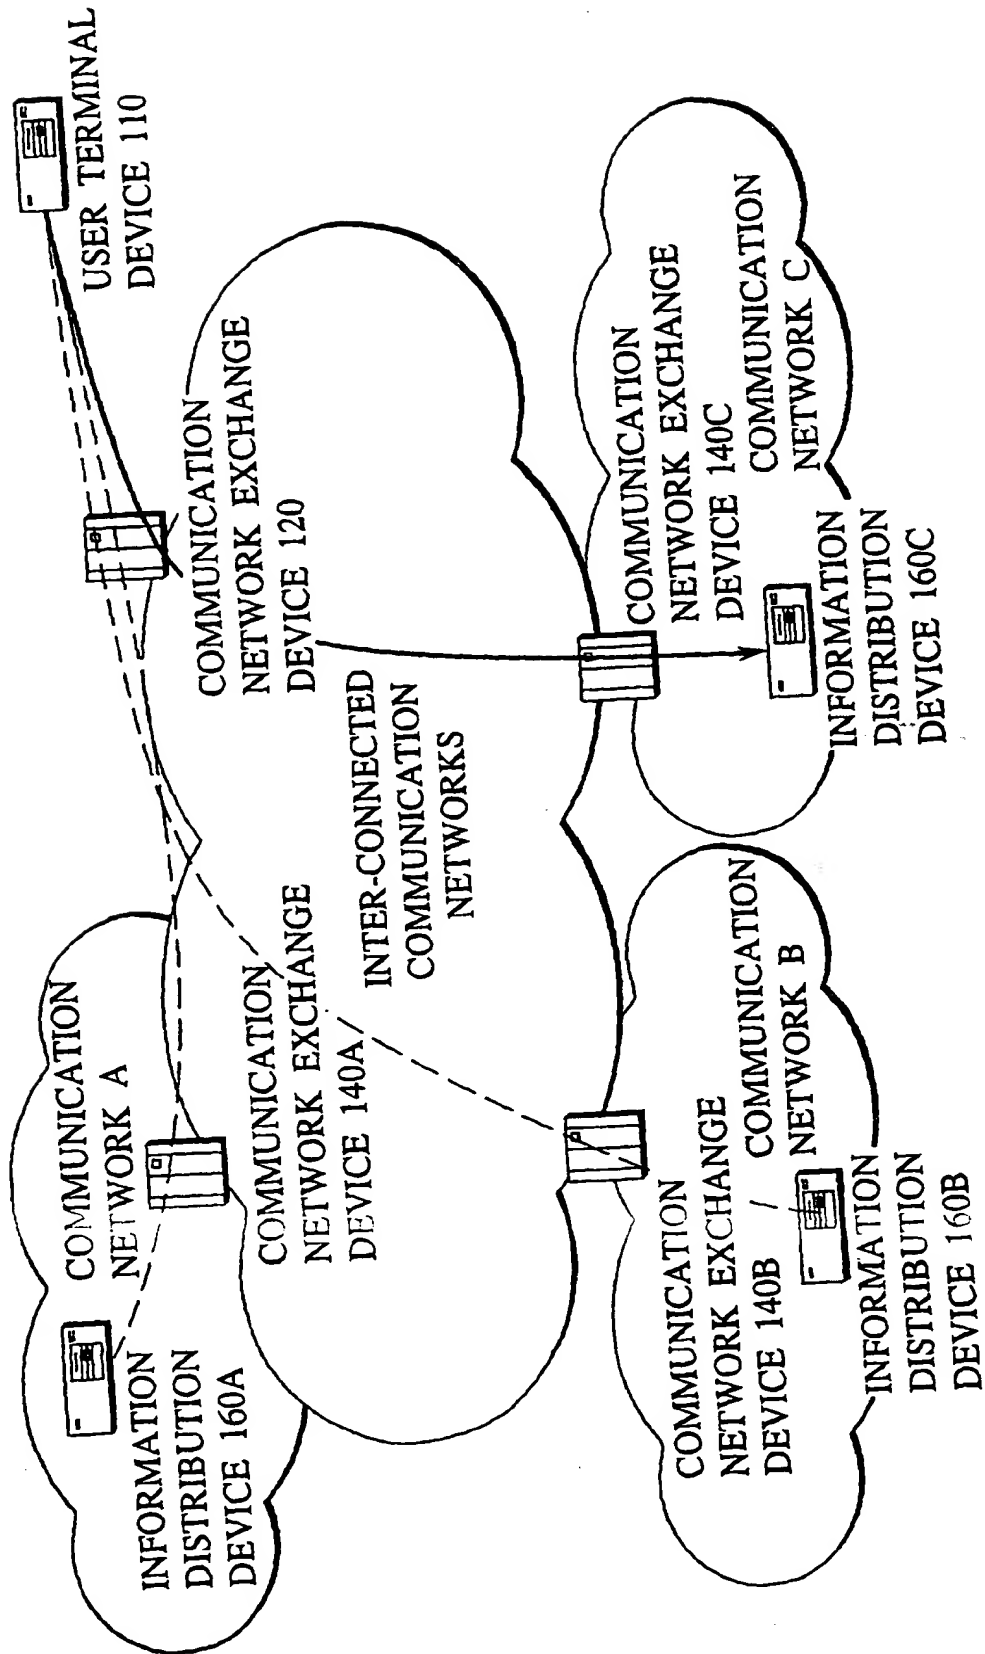 USER TERMINAL
DEVICE 110
COMMUNICATION
NETWORK A
INFORMATION
DISTRIBUTION
DEVICE 160A
COMMUNICATION
NETWORK EXCHANGE
DEVICE 140A
COMMUNICATION
NETWORK EXCHANGE
DEVICE 120
INTER-CONNECTED
COMMUNICATION
NETWORKS
COMMUNICATION
NETWORK EXCHANGE
DEVICE 140B
COMMUNICATION
NETWORK B
INFORMATION
DISTRIBUTION
DEVICE 160B
COMMUNICATION
NETWORK EXCHANGE
DEVICE 140C
COMMUNICATION
NETWORK C
INFORMATION
DISTRIBUTION
DEVICE 160C